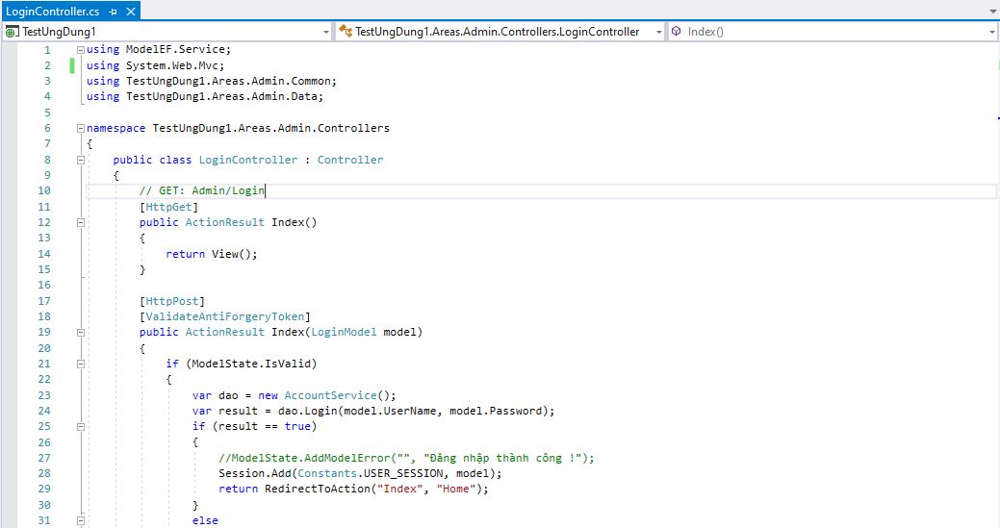 LoginController.cs
TestUngDung1 TestUngDung1.Areas.Admin.Controllers.LoginController Index()
1 using ModelEF.Service;
2 using System.Web.Mvc;
3 using TestUngDung1.Areas.Admin.Common;
4 using TestUngDung1.Areas.Admin.Data;
5
6 namespace TestUngDung1.Areas.Admin.Controllers
7 {
8 public class LoginController : Controller
9 {
10 // GET: Admin/Login
11 [HttpGet]
12 public ActionResult Index()
13 {
14 return View();
15 }
16
17 [HttpPost]
18 [ValidateAntiForgeryToken]
19 public ActionResult Index(LoginModel model)
20 {
21 if (ModelState.IsValid)
22 {
23 var dao = new AccountService();
24 var result = dao.Login(model.UserName, model.Password);
25 if (result == true)
26 {
27 //ModelState.AddModelError("", "Đăng nhập thành công !");
28 Session.Add(Constants.USER_SESSION, model);
29 return RedirectToAction("Index", "Home");
30 }
31 else